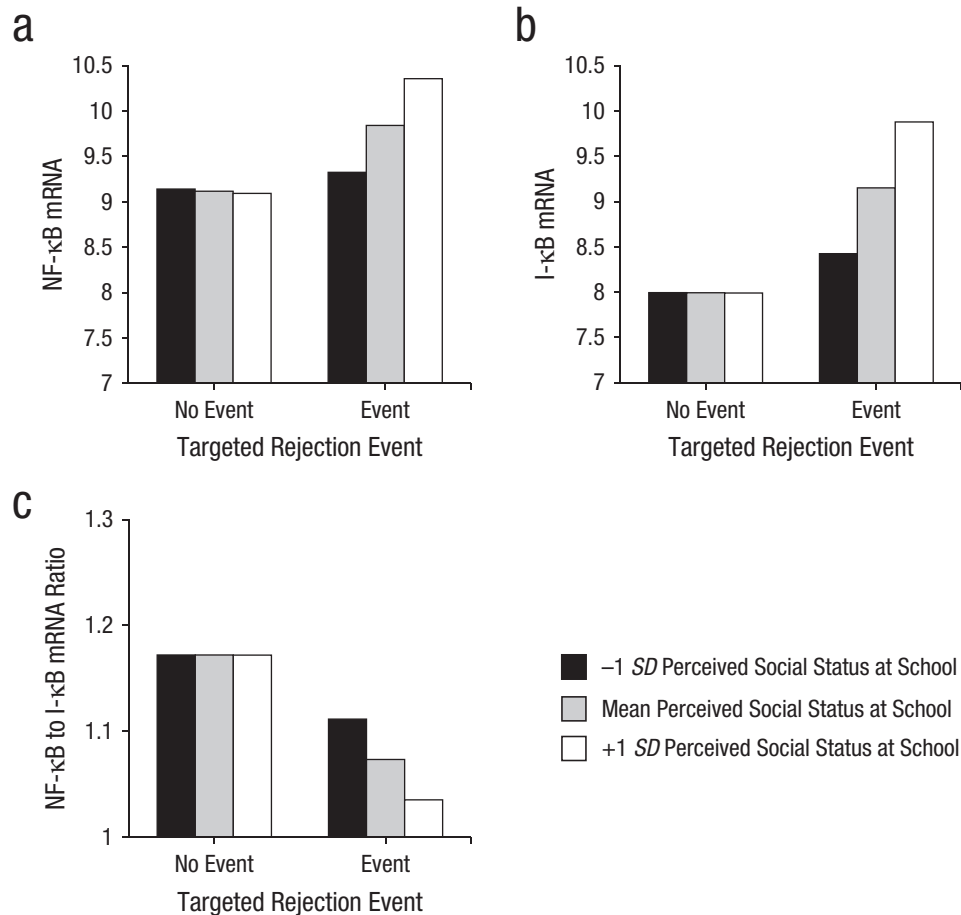 a
10.5
10
9.5
9
8.5
8
7.5
7
NF-κB mRNA
No Event
Event
Targeted Rejection Event
b
10.5
10
9.5
9
8.5
8
7.5
7
I-κB mRNA
No Event
Event
Targeted Rejection Event
c
1.3
1.2
1.1
1
NF-κB to I-κB mRNA Ratio
No Event
Event
Targeted Rejection Event
–1 SD Perceived Social Status at School
Mean Perceived Social Status at School
+1 SD Perceived Social Status at School